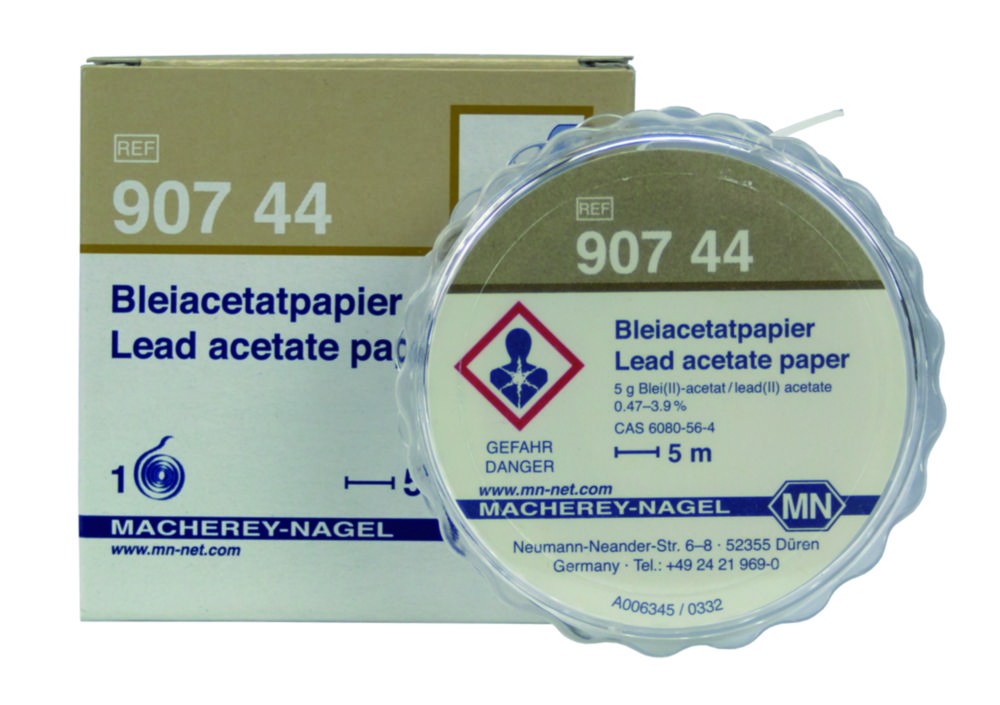 REF
907 44
Bleiacetatpapier
Lead acetate
1
MACHEREY-NAGEL
www.mn-net.com
REF
907 44
Bleiacetatpapier
Lead acetate paper
5 g Blei(II)-acetat / lead(II) acetate
0.47–3.9 %
CAS 6080-56-4
5 m
GEFAHR
DANGER
www.mn-net.com
MACHEREY-NAGEL MN
Neumann-Neander-Str. 6–8 · 52355 Düren
Germany · Tel.: +49 24 21 969-0
A006345 / 0332